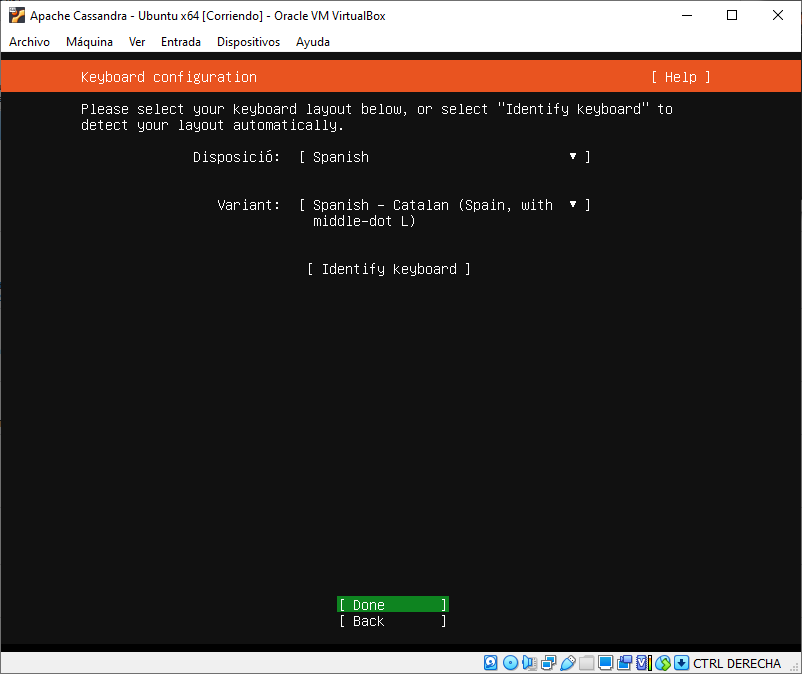 Apache Cassandra - Ubuntu x64 [Corriendo] - Oracle VM VirtualBox
Archivo Máquina Ver Entrada Dispositivos Ayuda
Keyboard configuration [ Help ]
Please select your keyboard layout below, or select "Identify keyboard" to
detect your layout automatically.
Disposició: [ Spanish ▾ ]
Variant: [ Spanish - Catalan (Spain, with ▾ ]
middle-dot L)
[ Identify keyboard ]
[ Done ]
[ Back ]
CTRL DERECHA